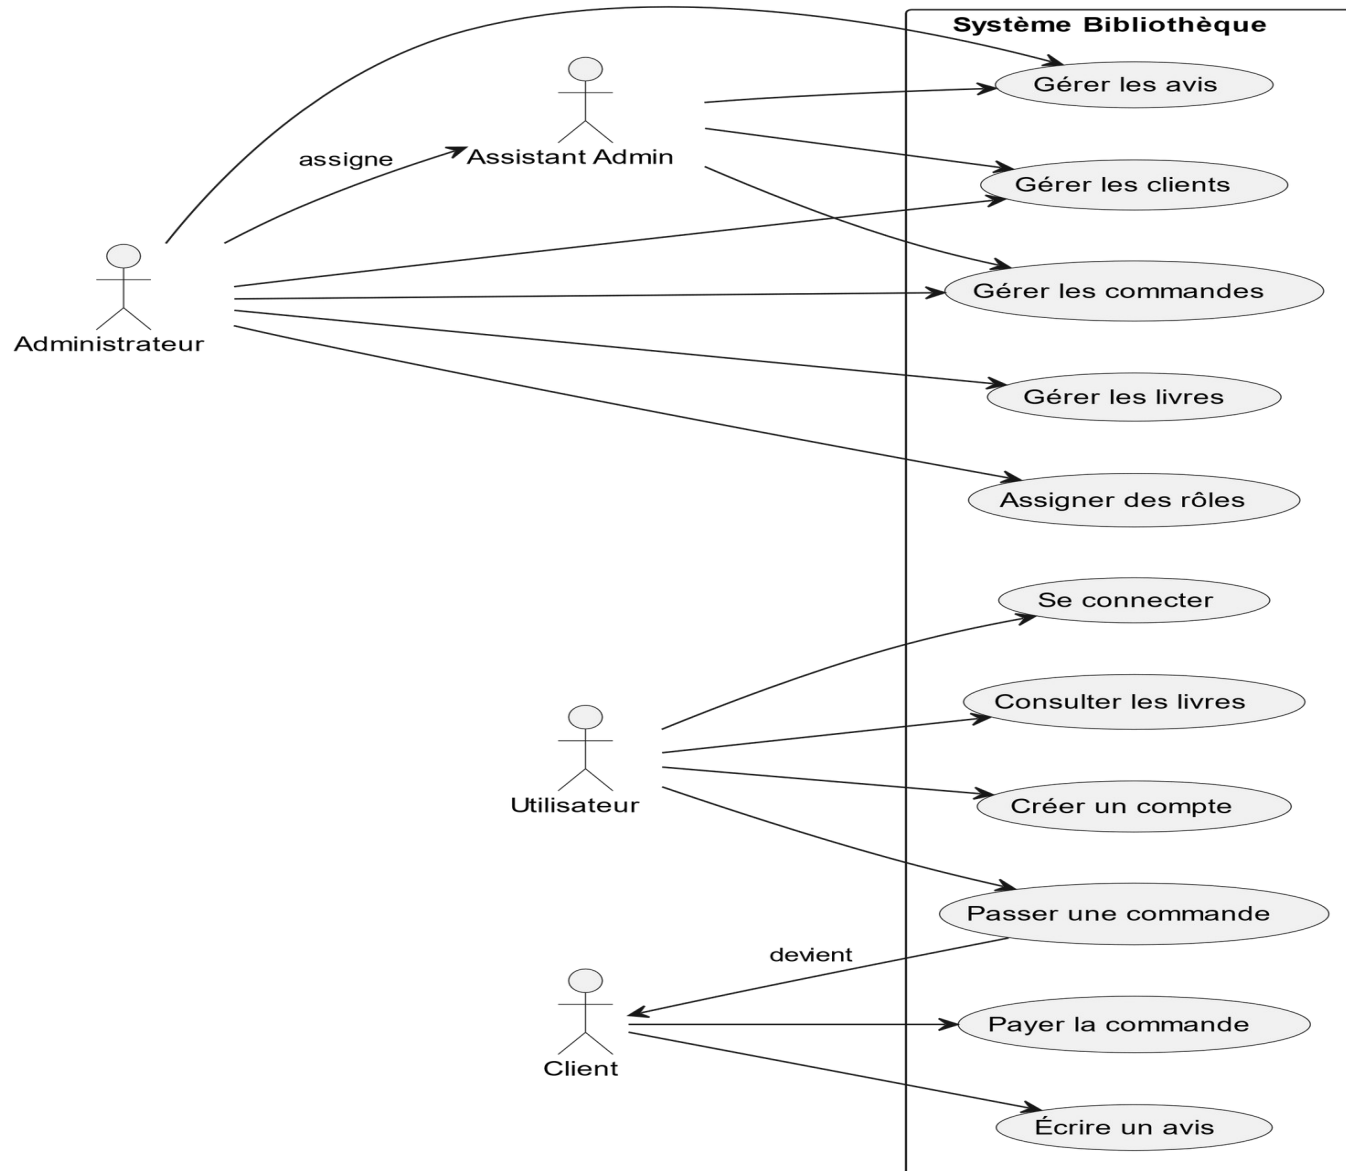 Système Bibliothèque
Gérer les avis
assigne
Assistant Admin
Gérer les clients
Gérer les commandes
Administrateur
Gérer les livres
Assigner des rôles
Se connecter
Consulter les livres
Utilisateur
Créer un compte
Passer une commande
devient
Payer la commande
Client
Écrire un avis